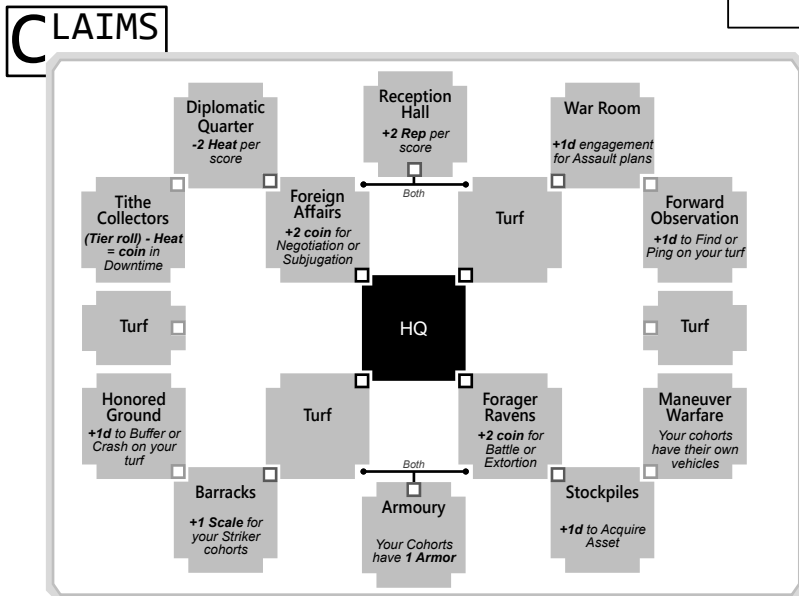 CLAIMS
Diplomatic
Quarter
-2 Heat per
score
Reception
Hall
+2 Rep per
score
War Room
+1d engagement
for Assault plans
Both
Tithe
Collectors
(Tier roll) - Heat
= coin in
Downtime
Foreign
Affairs
+2 coin for
Negotiation or
Subjugation
Turf
Forward
Observation
+1d to Find or
Ping on your turf
Turf
HQ
Turf
Honored
Ground
+1d to Buffer or
Crash on your
turf
Turf
Forager
Ravens
+2 coin for
Battle or
Extortion
Maneuver
Warfare
Your cohorts
have their own
vehicles
Both
Barracks
+1 Scale for
your Striker
cohorts
Armoury
Your Cohorts
have 1 Armor
Stockpiles
+1d to Acquire
Asset